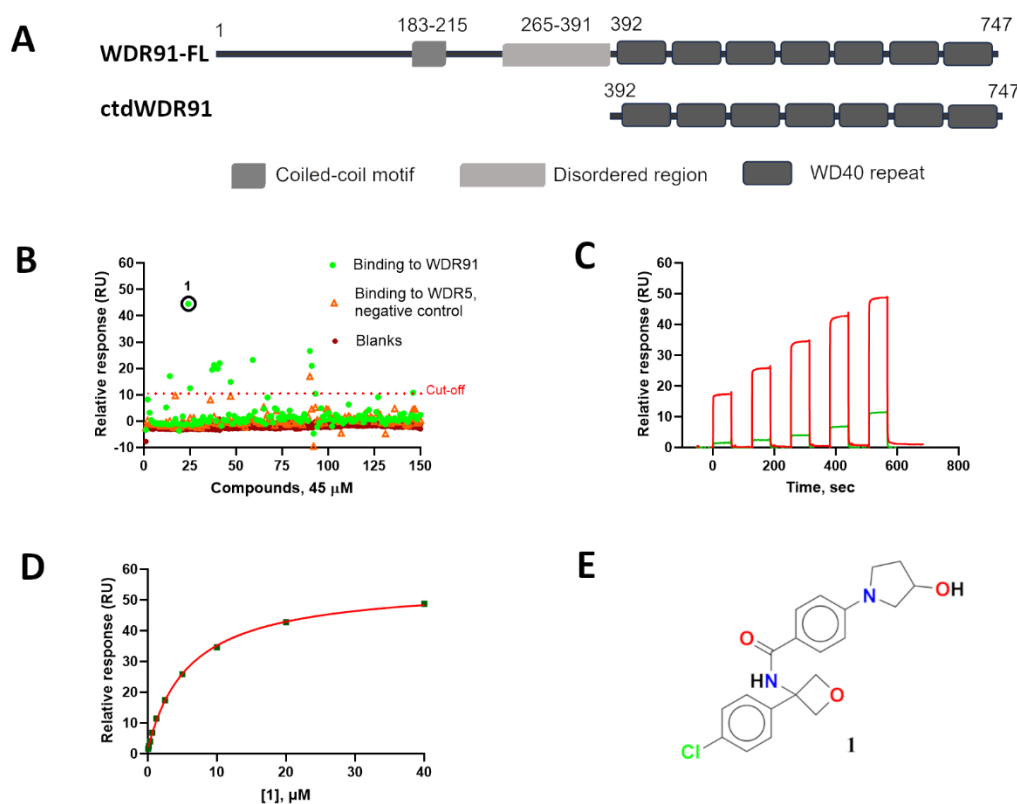 A
1
183-215
265-391
392
747
WDR91-FL
ctdWDR91
392
747
Coiled-coil motif
Disordered region
WD40 repeat
B
Relative response (RU)
60
50
40
30
20
10
0
-10
1
Binding to WDR91
Binding to WDR5,
negative control
Blanks
Cut-off
0
25
50
75
100
125
150
Compounds, 45 μM
C
Relative response (RU)
60
50
40
30
20
10
0
0
200
400
600
800
Time, sec
D
Relative response (RU)
60
50
40
30
20
10
0
0
10
20
30
40
[1], μM
E
N
OH
O
HN
O
Cl
1